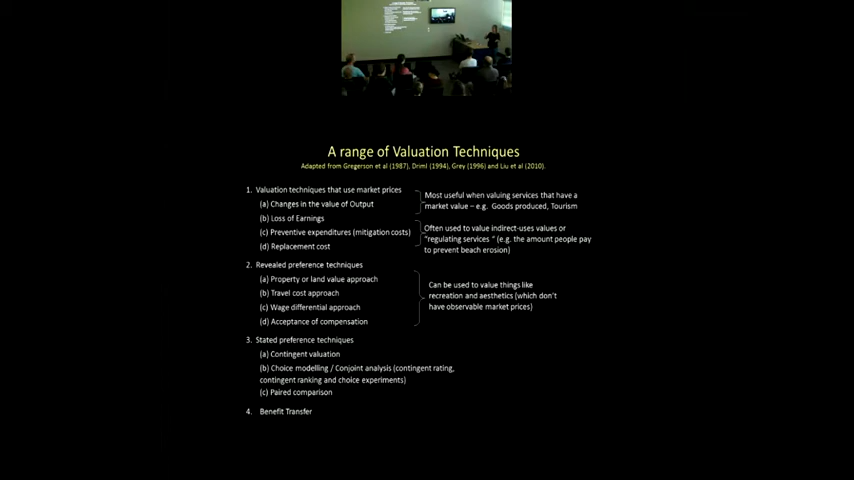 A range of Valuation Techniques
Adapted from Gregerson et al (1987), Driml (1994), Grey (1996) and Liu et al (2010).
1. Valuation techniques that use market prices
(a) Changes in the value of Output
(b) Loss of Earnings
Most useful when valuing services that have a
market value – e.g. Goods produced, Tourism
(c) Preventive expenditures (mitigation costs)
(d) Replacement cost
Often used to value indirect-uses values or
"regulating services " (e.g. the amount people pay
to prevent beach erosion)
2. Revealed preference techniques
(a) Property or land value approach
(b) Travel cost approach
(c) Wage differential approach
(d) Acceptance of compensation
Can be used to value things like
recreation and aesthetics (which don't
have observable market prices)
3. Stated preference techniques
(a) Contingent valuation
(b) Choice modelling / Conjoint analysis (contingent rating,
contingent ranking and choice experiments)
(c) Paired comparison
4. Benefit Transfer